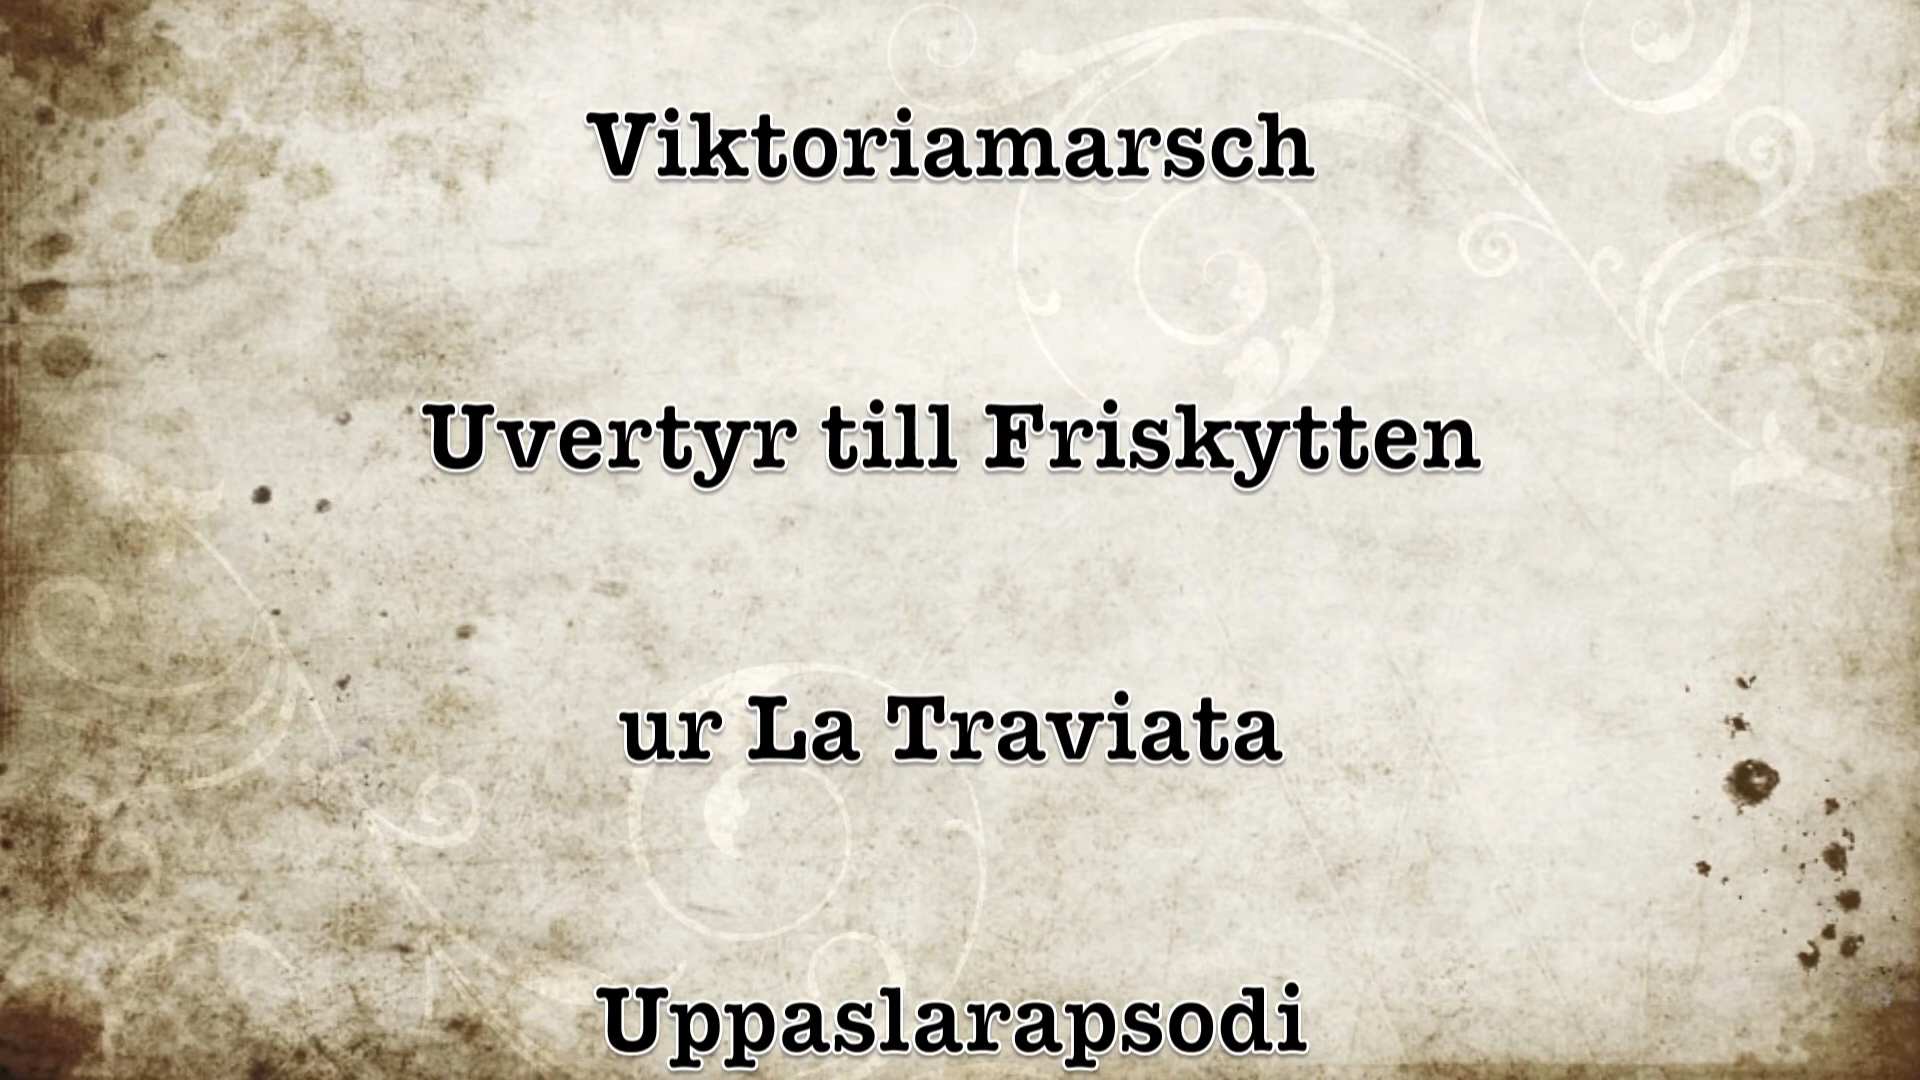 Viktoriamarsch
Uvertyr till Friskytten
ur La Traviata
Uppaslarapsodi